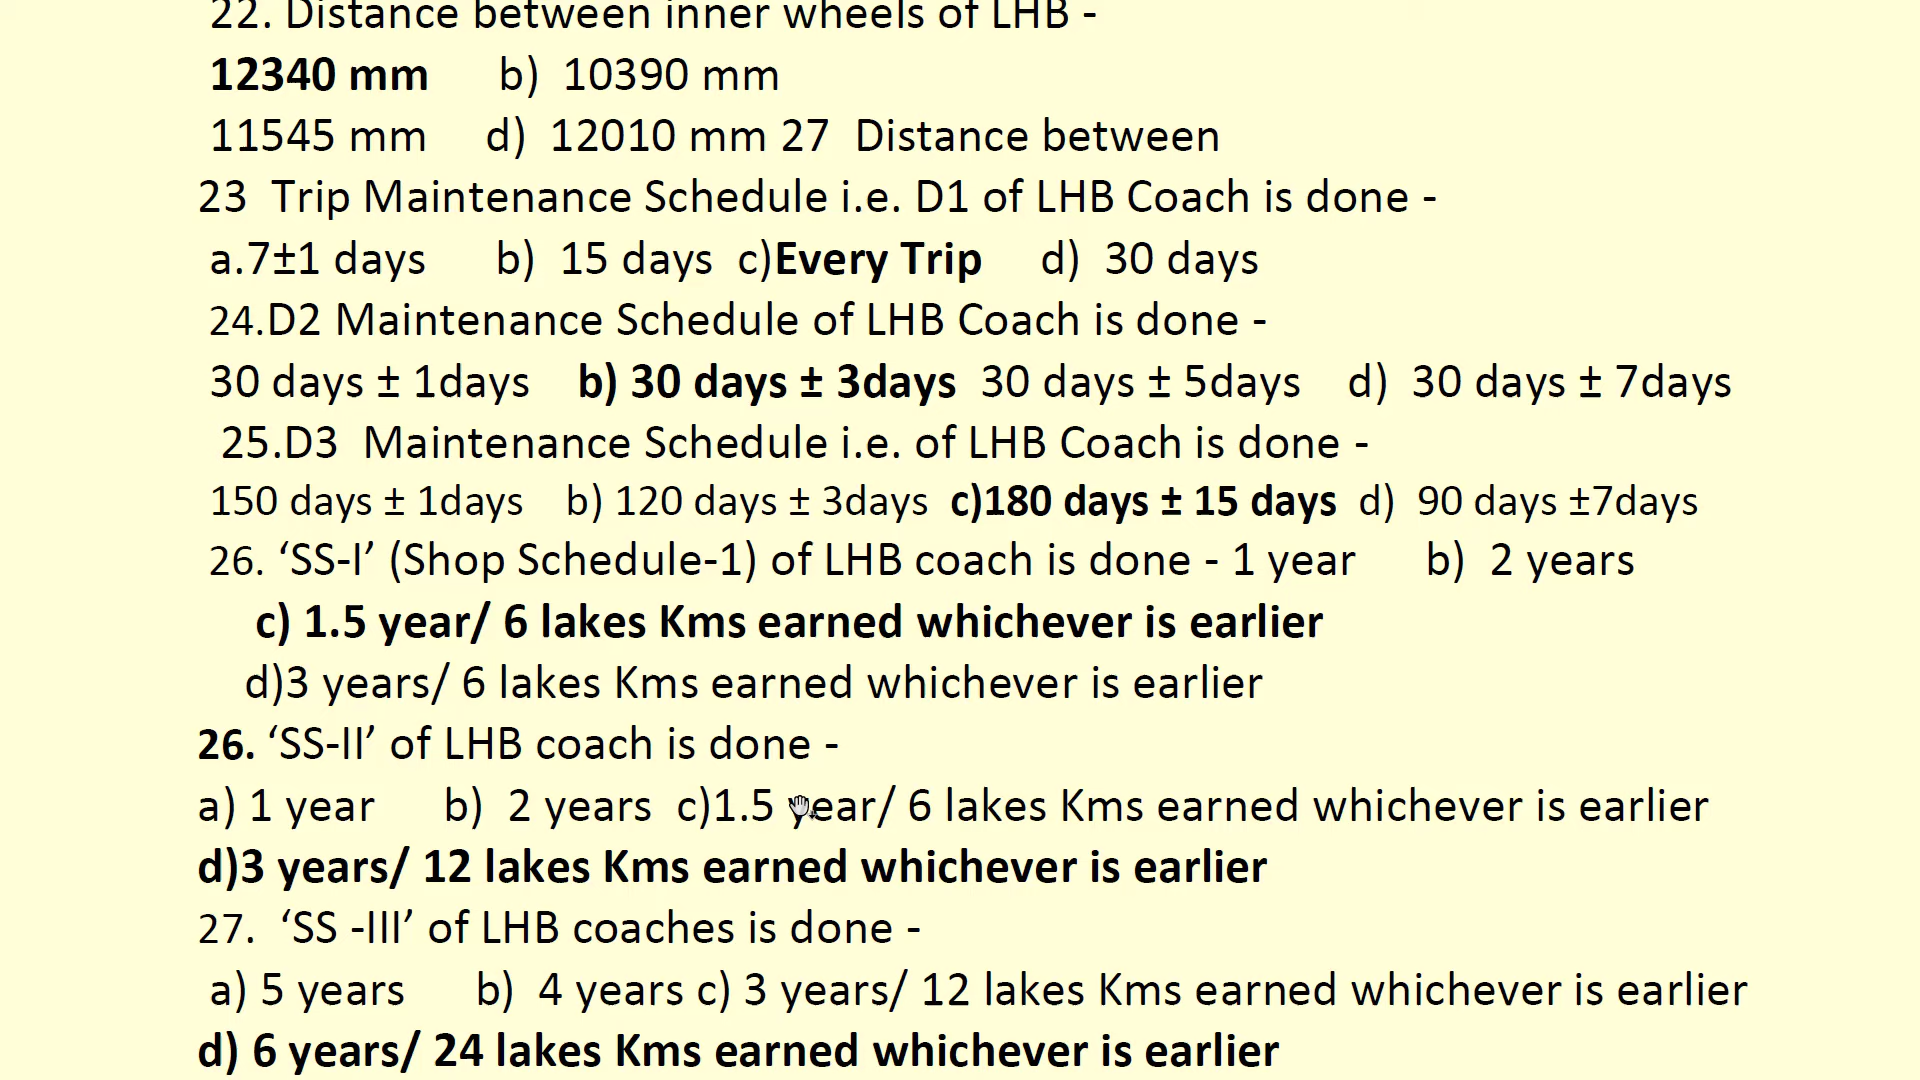 22. Distance between inner wheels of LHB -
12340 mm b) 10390 mm
11545 mm d) 12010 mm 27 Distance between
23 Trip Maintenance Schedule i.e. D1 of LHB Coach is done -
a.7±1 days b) 15 days c)Every Trip d) 30 days
24.D2 Maintenance Schedule of LHB Coach is done -
30 days ± 1days b) 30 days ± 3days 30 days ± 5days d) 30 days ± 7days
25.D3 Maintenance Schedule i.e. of LHB Coach is done -
150 days ± 1days b) 120 days ± 3days c)180 days ± 15 days d) 90 days ±7days
26. ‘SS-I’ (Shop Schedule-1) of LHB coach is done - 1 year b) 2 years
c) 1.5 year/ 6 lakes Kms earned whichever is earlier
d)3 years/ 6 lakes Kms earned whichever is earlier
26. ‘SS-II’ of LHB coach is done -
a) 1 year b) 2 years c)1.5 year/ 6 lakes Kms earned whichever is earlier
d)3 years/ 12 lakes Kms earned whichever is earlier
27. ‘SS -III’ of LHB coaches is done -
a) 5 years b) 4 years c) 3 years/ 12 lakes Kms earned whichever is earlier
d) 6 years/ 24 lakes Kms earned whichever is earlier